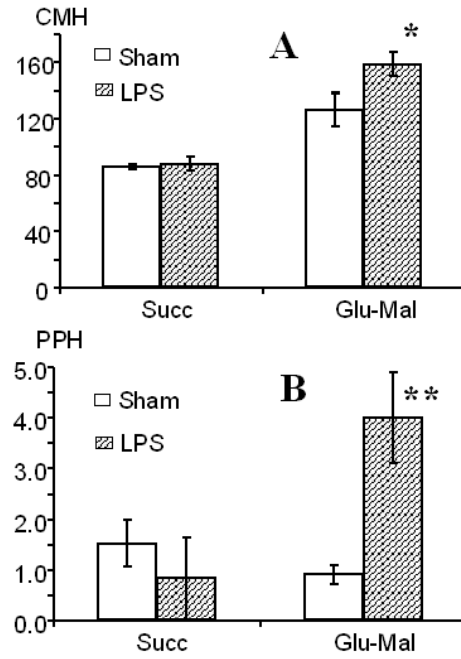 CMH
A
*
160
Sham
LPS
120
80
40
0
Succ Glu-Mal
PPH
5.0
B
**
Sham
4.0
LPS
3.0
2.0
1.0
0.0
Succ Glu-Mal